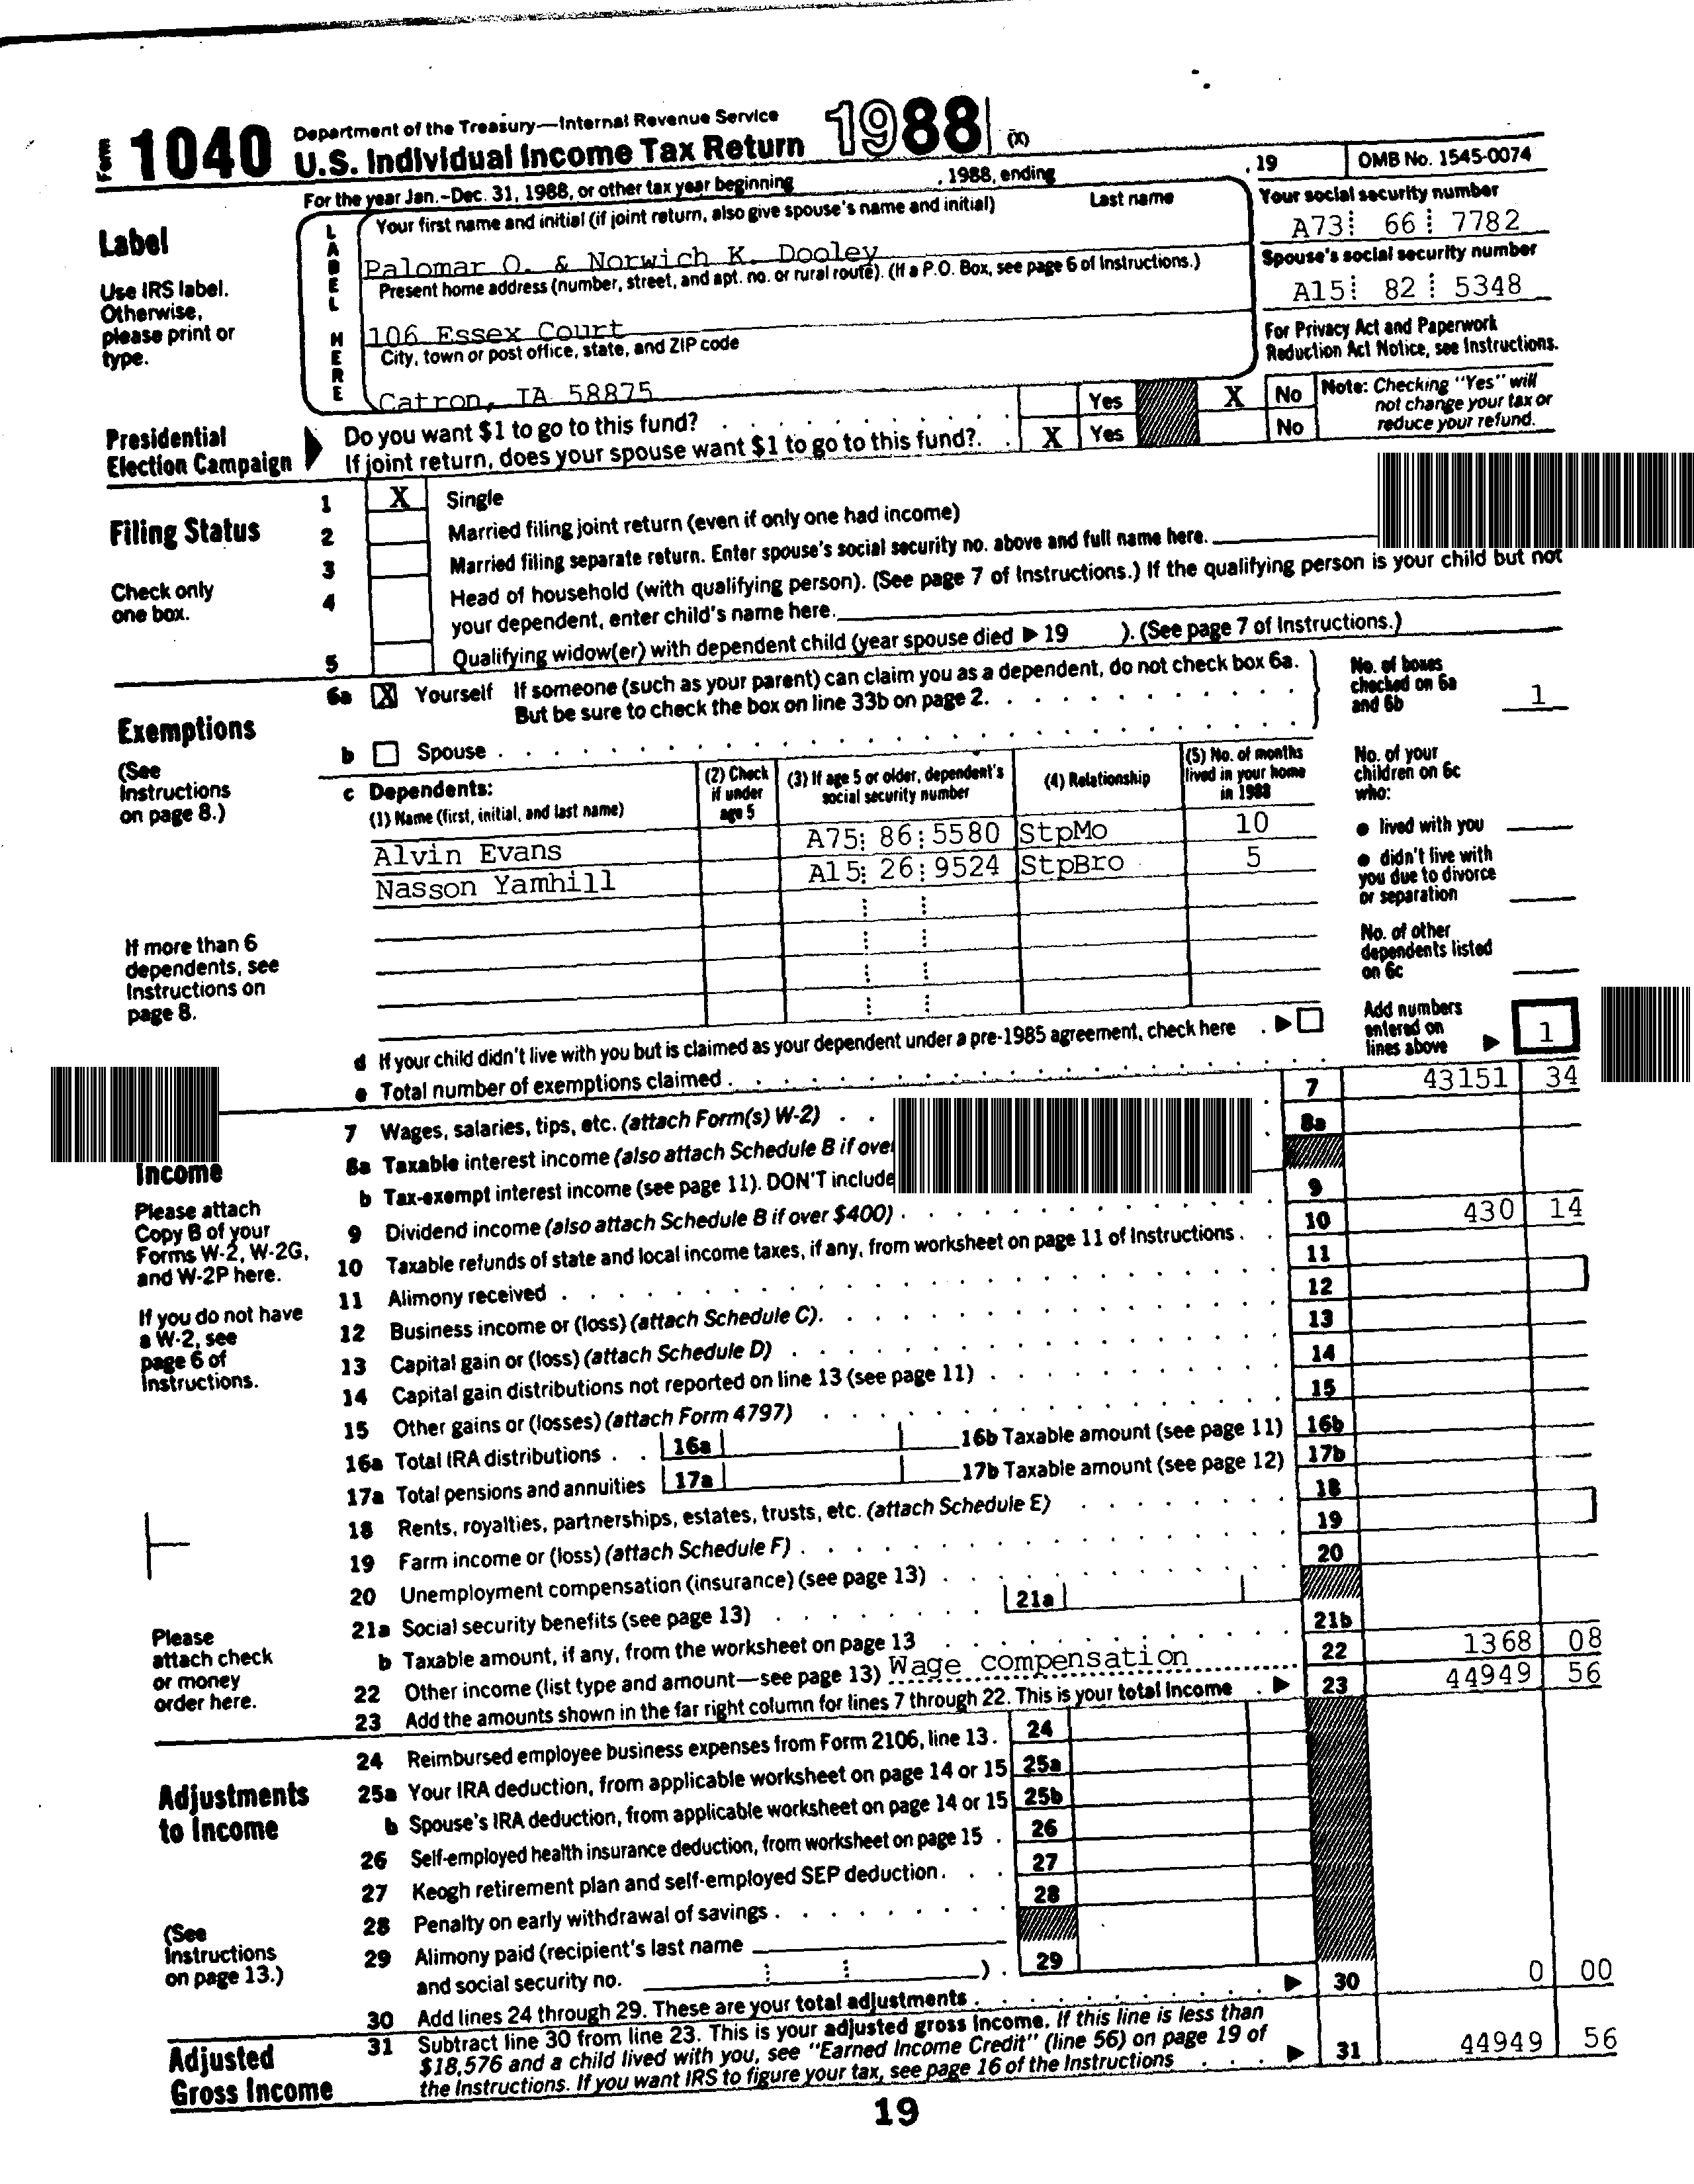 Form 1040 Department of the Treasury—Internal Revenue Service
U.S. Individual Income Tax Return 1988 (X)
For the year Jan.–Dec. 31, 1988, or other tax year beginning , 1988, ending , 19 OMB No. 1545-0074
Label
Use IRS label.
Otherwise,
please print or
type.
LABEL HERE
Your first name and initial (if joint return, also give spouse's name and initial) Last name
Palomar O. & Norwich K. Dooley
Present home address (number, street, and apt. no. or rural route). (If a P.O. Box, see page 6 of Instructions.)
106 Essex Court
City, town or post office, state, and ZIP code
Catron, IA 58875
Your social security number
A73 66 7782
Spouse's social security number
A15 82 5348
For Privacy Act and Paperwork
Reduction Act Notice, see Instructions.
Presidential
Election Campaign
Do you want $1 to go to this fund? Yes X No
If joint return, does your spouse want $1 to go to this fund? X Yes No
Note: Checking "Yes" will
not change your tax or
reduce your refund.
Filing Status
Check only
one box.
1 X Single
2 Married filing joint return (even if only one had income)
3 Married filing separate return. Enter spouse's social security no. above and full name here.
4 Head of household (with qualifying person). (See page 7 of Instructions.) If the qualifying person is your child but not
your dependent, enter child's name here.
5 Qualifying widow(er) with dependent child (year spouse died ▶ 19 ). (See page 7 of Instructions.)
Exemptions
(See
Instructions
on page 8.)
6a X Yourself If someone (such as your parent) can claim you as a dependent, do not check box 6a.
But be sure to check the box on line 33b on page 2.
b Spouse
No. of boxes
checked on 6a
and 6b 1
c Dependents:
(1) Name (first, initial, and last name)
(2) Check
if under
age 5
(3) If age 5 or older, dependent's
social security number
(4) Relationship
(5) No. of months
lived in your home
in 1988
Alvin Evans A75 86 5580 StpMo 10
Nasson Yamhill A15 26 9524 StpBro 5
No. of your
children on 6c
who:
● lived with you
● didn't live with
you due to divorce
or separation
No. of other
dependents listed
on 6c
If more than 6
dependents, see
Instructions on
page 8.
d If your child didn't live with you but is claimed as your dependent under a pre-1985 agreement, check here ▶
e Total number of exemptions claimed
Add numbers
entered on
lines above ▶ 1
Income
Please attach
Copy B of your
Forms W-2, W-2G,
and W-2P here.
If you do not have
a W-2, see
page 6 of
Instructions.
Please
attach check
or money
order here.
7 Wages, salaries, tips, etc. (attach Form(s) W-2) 7 43151 34
8a Taxable interest income (also attach Schedule B if over 8a
b Tax-exempt interest income (see page 11). DON'T include
9 Dividend income (also attach Schedule B if over $400) 9
10 Taxable refunds of state and local income taxes, if any, from worksheet on page 11 of Instructions 10 430 14
11 Alimony received 11
12 Business income or (loss) (attach Schedule C) 12
13 Capital gain or (loss) (attach Schedule D) 13
14 Capital gain distributions not reported on line 13 (see page 11) 14
15 Other gains or (losses) (attach Form 4797) 15
16a Total IRA distributions 16a 16b Taxable amount (see page 11) 16b
17a Total pensions and annuities 17a 17b Taxable amount (see page 12) 17b
18 Rents, royalties, partnerships, estates, trusts, etc. (attach Schedule E) 18
19 Farm income or (loss) (attach Schedule F) 19
20 Unemployment compensation (insurance) (see page 13) 20
21a Social security benefits (see page 13) 21a
b Taxable amount, if any, from the worksheet on page 13 21b
22 Other income (list type and amount—see page 13) Wage compensation 22 1368 08
23 Add the amounts shown in the far right column for lines 7 through 22. This is your total income ▶ 23 44949 56
Adjustments
to Income
(See
Instructions
on page 13.)
24 Reimbursed employee business expenses from Form 2106, line 13. 24
25a Your IRA deduction, from applicable worksheet on page 14 or 15 25a
b Spouse's IRA deduction, from applicable worksheet on page 14 or 15 25b
26 Self-employed health insurance deduction, from worksheet on page 15 26
27 Keogh retirement plan and self-employed SEP deduction 27
28 Penalty on early withdrawal of savings 28
29 Alimony paid (recipient's last name
and social security no. ) 29
30 Add lines 24 through 29. These are your total adjustments ▶ 30 0 00
Adjusted
Gross Income
31 Subtract line 30 from line 23. This is your adjusted gross income. If this line is less than
$18,576 and a child lived with you, see "Earned Income Credit" (line 56) on page 19 of
the Instructions. If you want IRS to figure your tax, see page 16 of the Instructions ▶ 31 44949 56
19